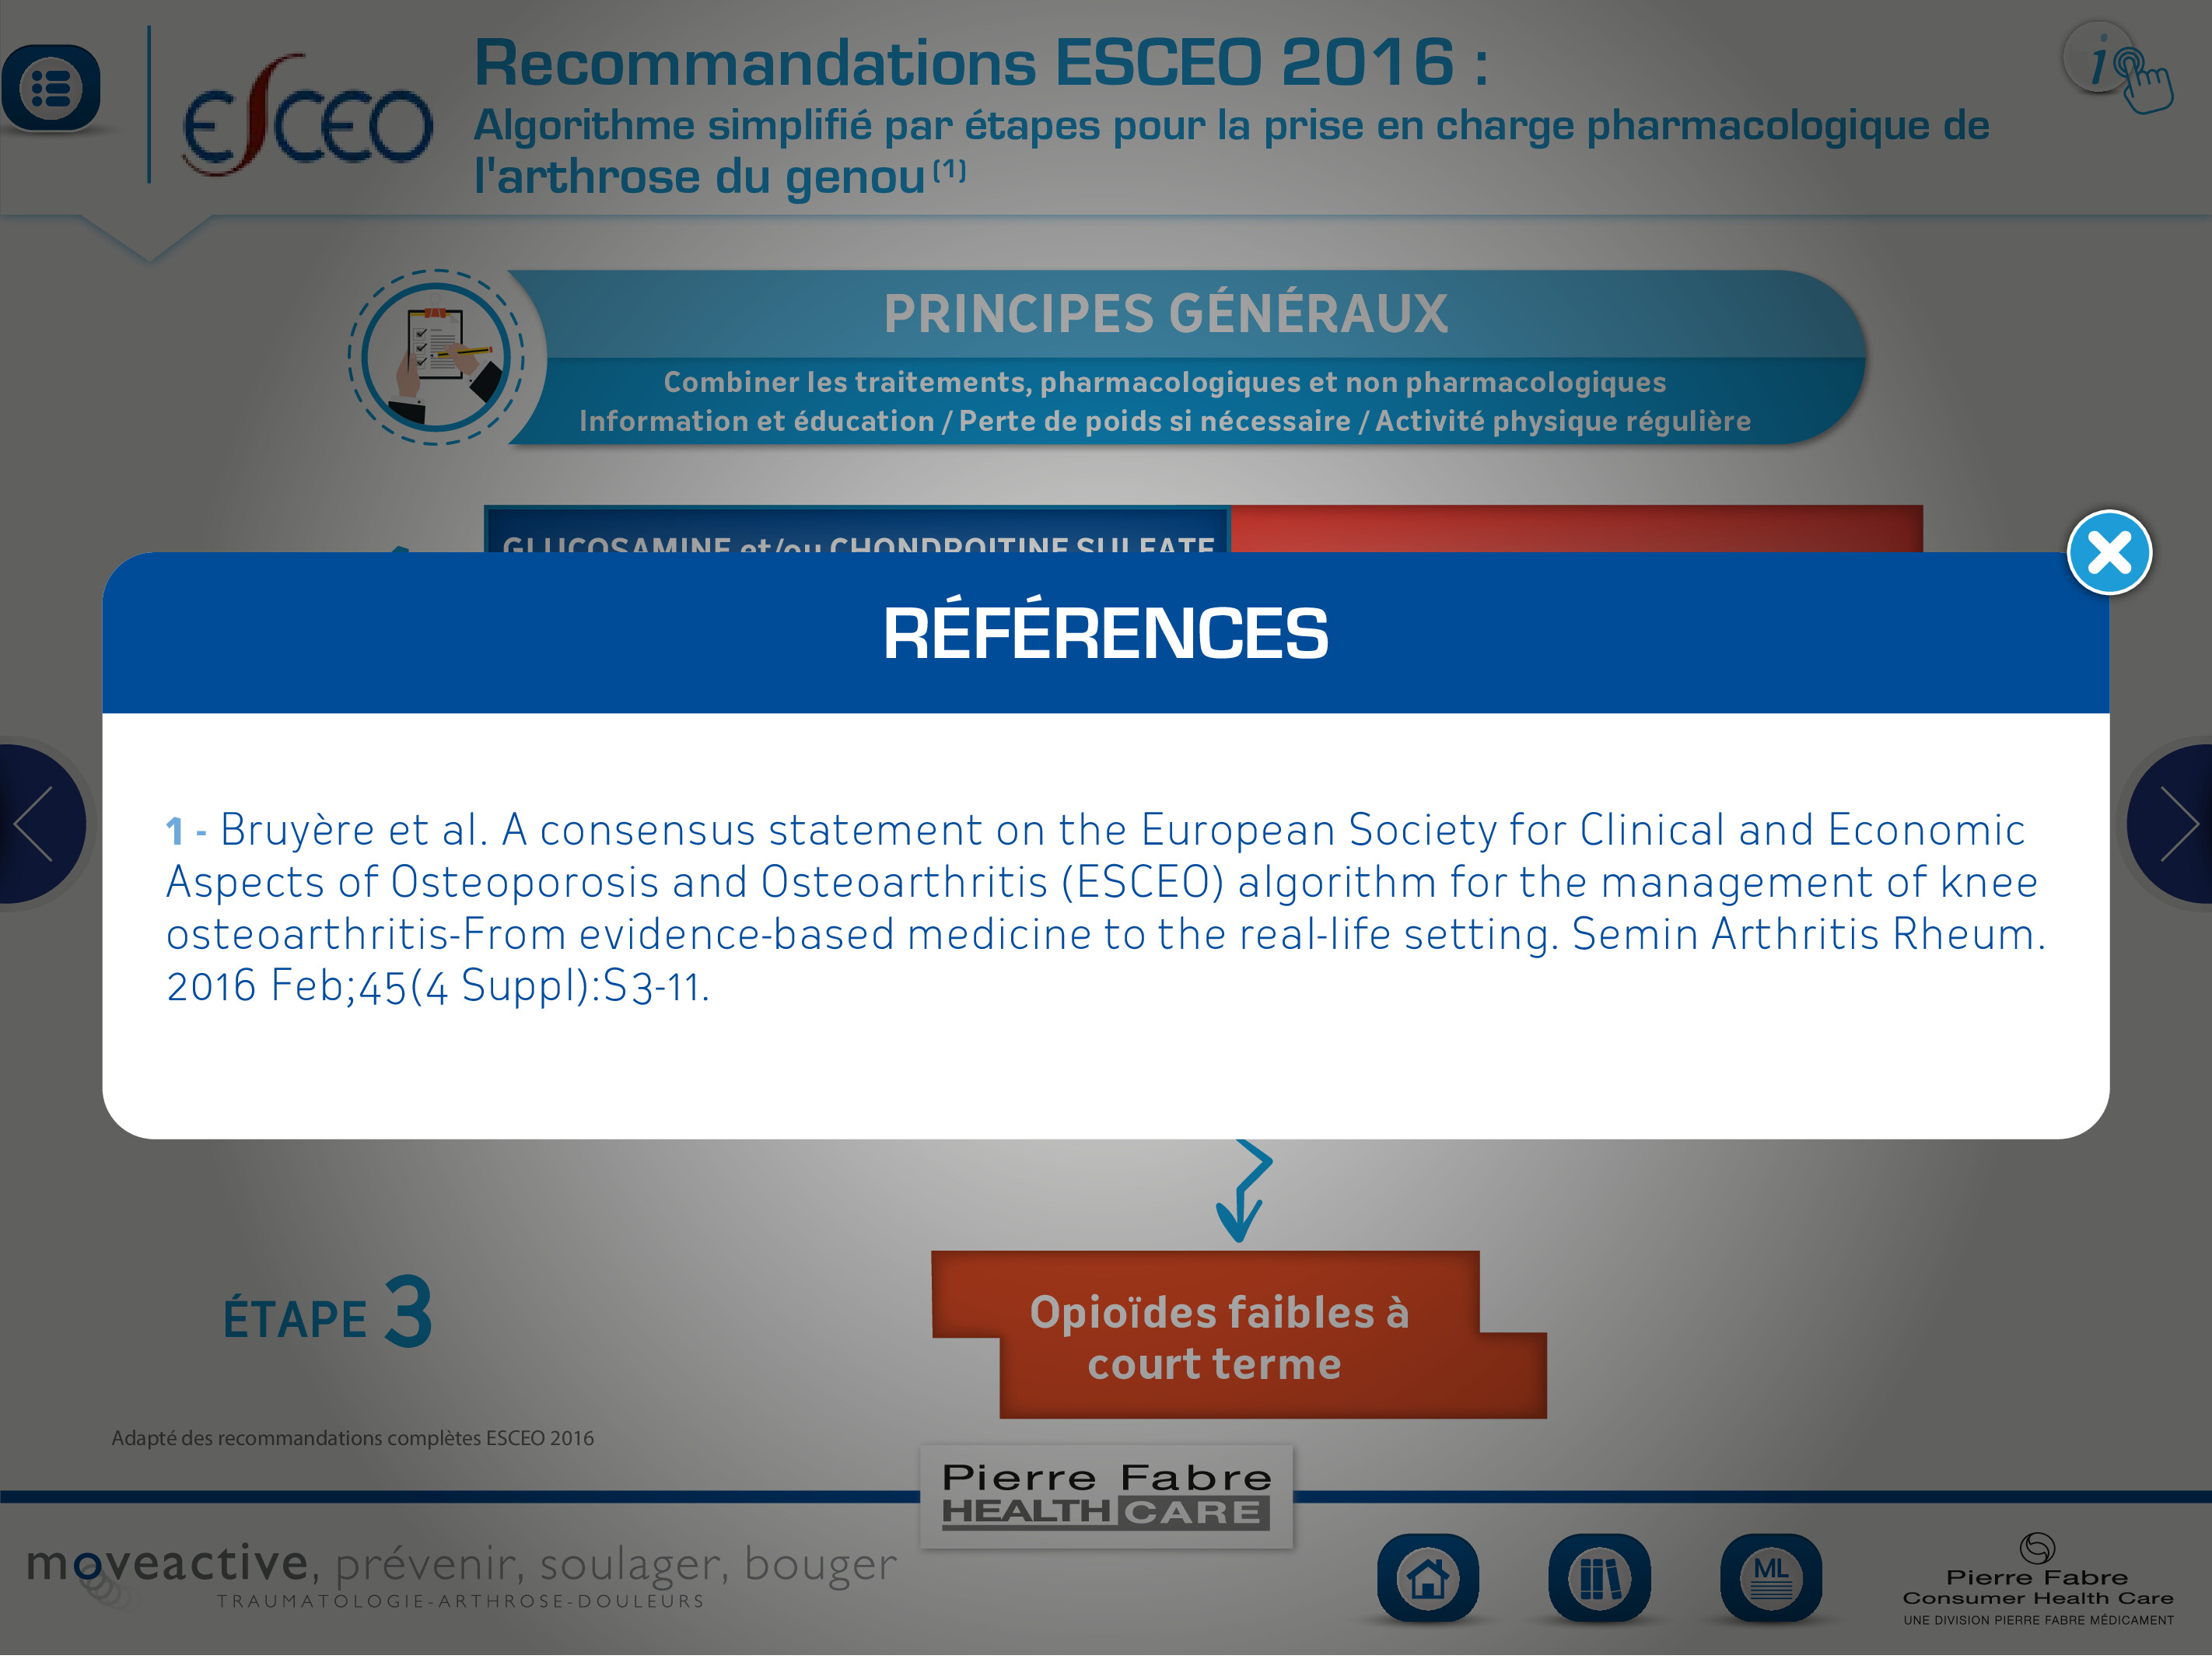 ESCEO
Recommandations ESCEO 2016 :
Algorithme simplifié par étapes pour la prise en charge pharmacologique de
l'arthrose du genou (1)
i
PRINCIPES GÉNÉRAUX
Combiner les traitements, pharmacologiques et non pharmacologiques
Information et éducation / Perte de poids si nécessaire / Activité physique régulière
GLUCOSAMINE et/ou CHONDROITINE SULFATE
RÉFÉRENCES
1 - Bruyère et al. A consensus statement on the European Society for Clinical and Economic
Aspects of Osteoporosis and Osteoarthritis (ESCEO) algorithm for the management of knee
osteoarthritis-From evidence-based medicine to the real-life setting. Semin Arthritis Rheum.
2016 Feb;45(4 Suppl):S3-11.
ÉTAPE 3
Opioïdes faibles à
court terme
Adapté des recommandations complètes ESCEO 2016
Pierre Fabre
HEALTH CARE
moveactive, prévenir, soulager, bouger
TRAUMATOLOGIE-ARTHROSE-DOULEURS
ML
Pierre Fabre
Consumer Health Care
UNE DIVISION PIERRE FABRE MÉDICAMENT